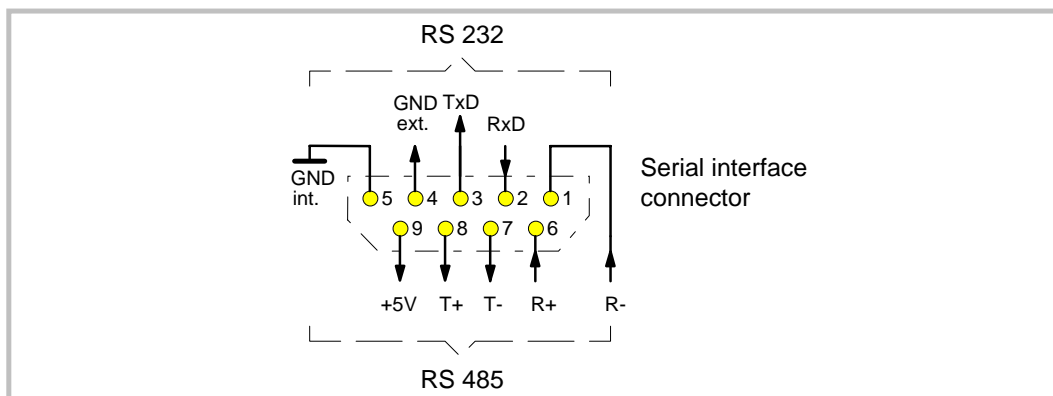 RS 232
GND TxD
ext. RxD
GND
int.
Serial interface
connector
5 4 3 2 1
9 8 7 6
+5V T+ T- R+ R-
RS 485